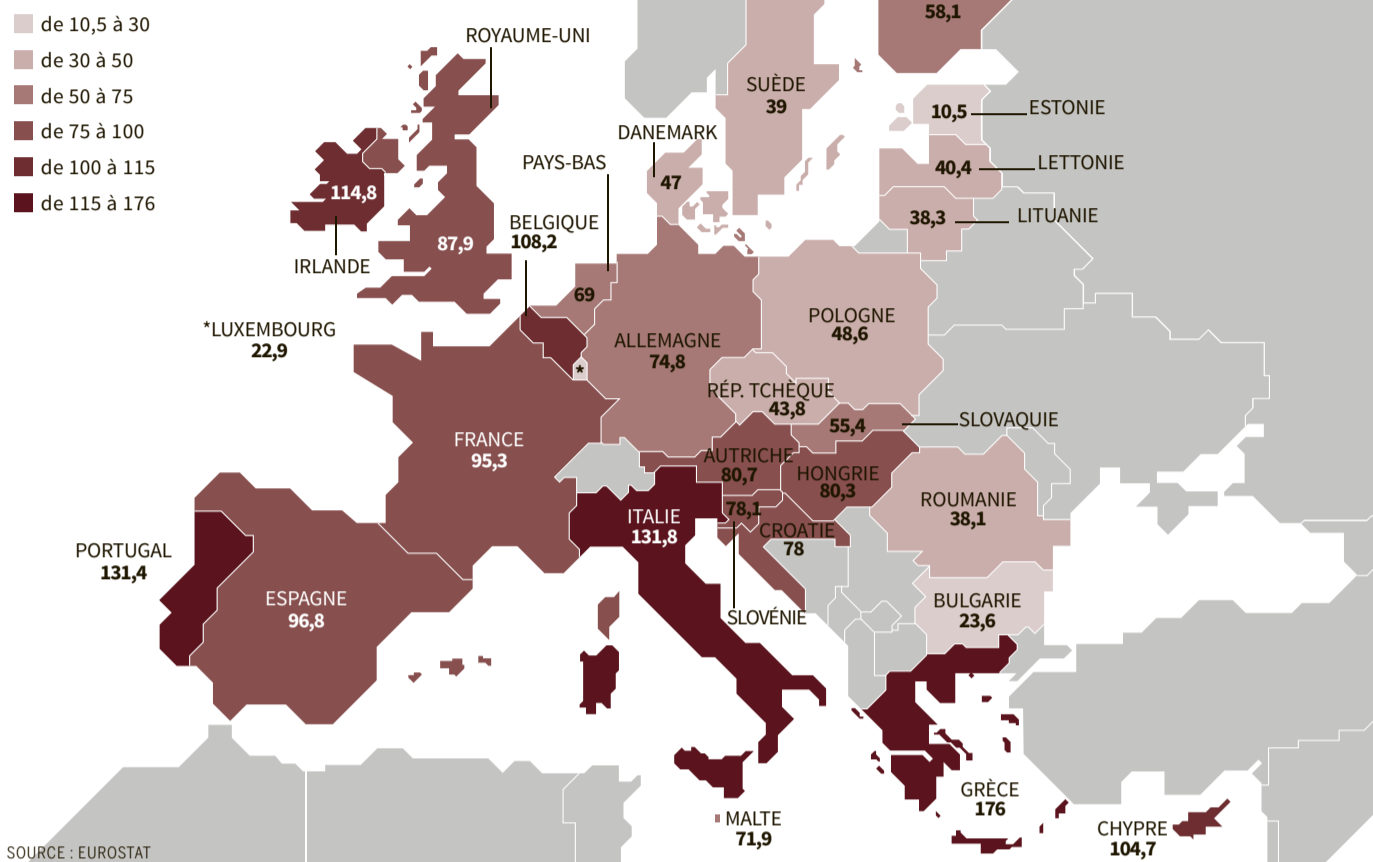 de 10,5 à 30
de 30 à 50
de 50 à 75
de 75 à 100
de 100 à 115
de 115 à 176
58,1
ROYAUME-UNI
SUÈDE
39
10,5
ESTONIE
DANEMARK
47
PAYS-BAS
40,4
LETTONIE
114,8
IRLANDE
87,9
BELGIQUE
108,2
38,3
LITUANIE
69
*LUXEMBOURG
22,9
*
ALLEMAGNE
74,8
POLOGNE
48,6
RÉP. TCHÈQUE
43,8
55,4
SLOVAQUIE
FRANCE
95,3
AUTRICHE
80,7
HONGRIE
80,3
ROUMANIE
38,1
ITALIE
131,8
78,1
SLOVÉNIE
CROATIE
78
PORTUGAL
131,4
ESPAGNE
96,8
BULGARIE
23,6
GRÈCE
176
MALTE
71,9
CHYPRE
104,7
SOURCE : EUROSTAT